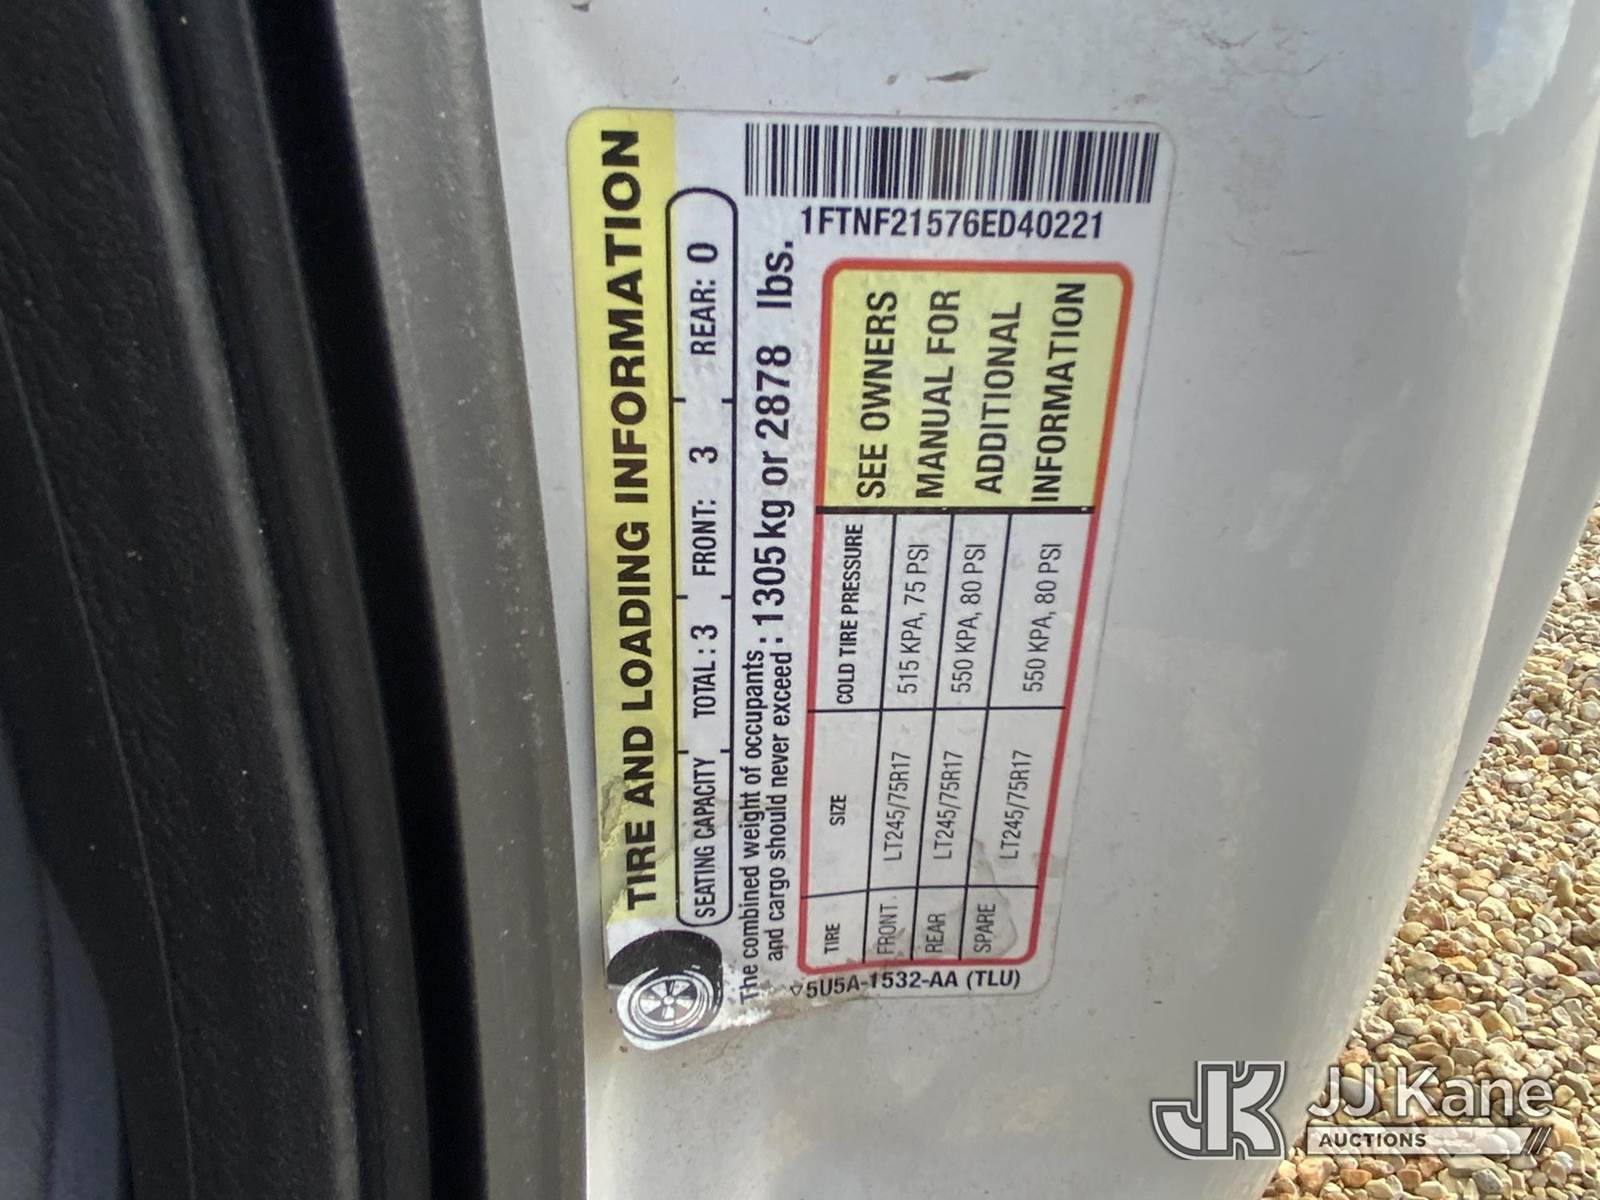 TIRE AND LOADING INFORMATION
SEATING CAPACITY TOTAL : 3 FRONT: 3 REAR: 0
The combined weight of occupants
and cargo should never exceed : 1305 kg or 2878 lbs.
TIRE SIZE COLD TIRE PRESSURE
FRONT LT245/75R17 515 KPA, 75 PSI
REAR LT245/75R17 550 KPA, 80 PSI
SPARE LT245/75R17 550 KPA, 80 PSI
SEE OWNERS
MANUAL FOR
ADDITIONAL
INFORMATION
5U5A-1532-AA (TLU)
1FTNF21576ED40221
JK
JJ Kane
AUCTIONS